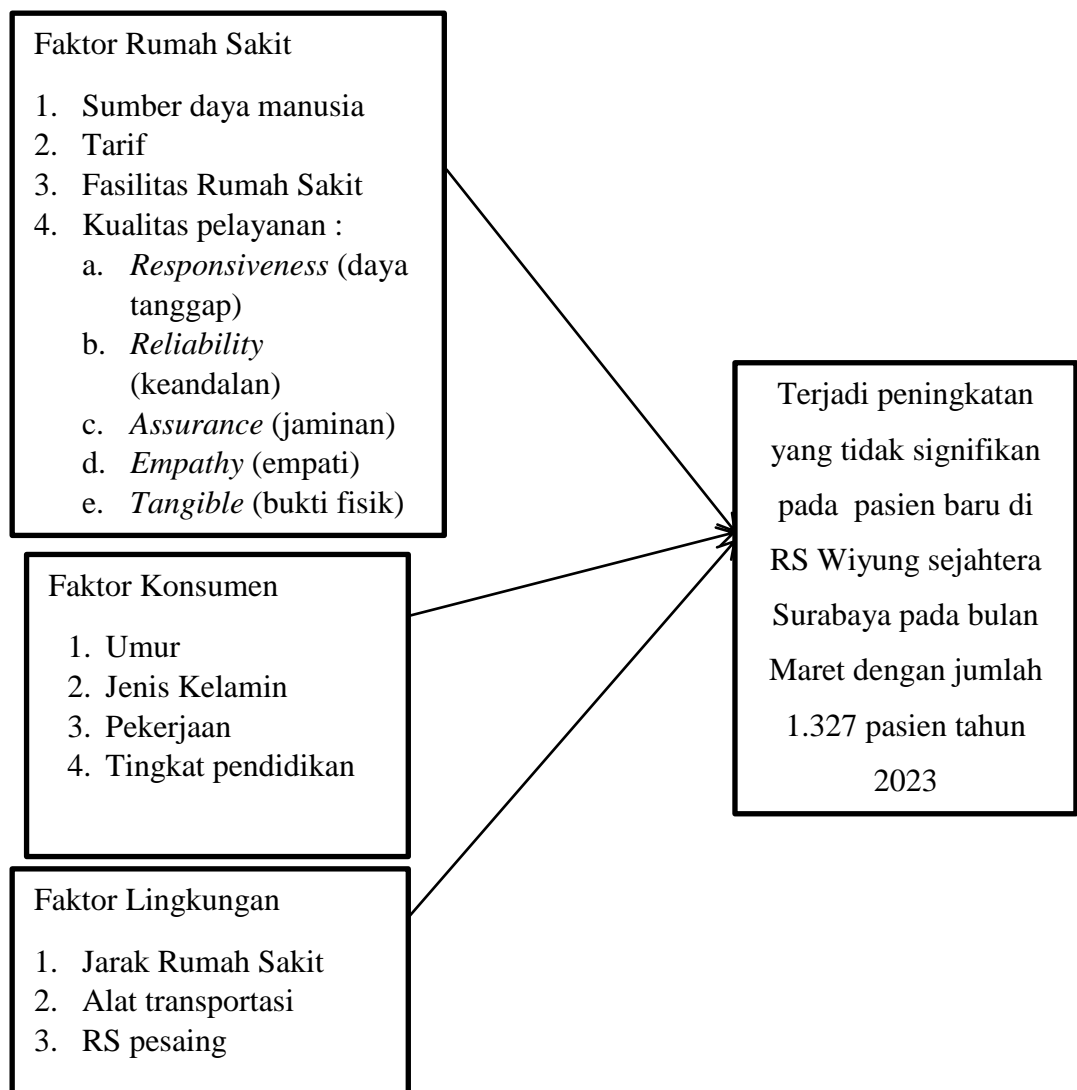 Faktor Rumah Sakit
1. Sumber daya manusia
2. Tarif
3. Fasilitas Rumah Sakit
4. Kualitas pelayanan :
a. Responsiveness (daya
tanggap)
b. Reliability
(keandalan)
c. Assurance (jaminan)
d. Empathy (empati)
e. Tangible (bukti fisik)
Faktor Konsumen
1. Umur
2. Jenis Kelamin
3. Pekerjaan
4. Tingkat pendidikan
Faktor Lingkungan
1. Jarak Rumah Sakit
2. Alat transportasi
3. RS pesaing
Terjadi peningkatan
yang tidak signifikan
pada pasien baru di
RS Wiyung sejahtera
Surabaya pada bulan
Maret dengan jumlah
1.327 pasien tahun
2023